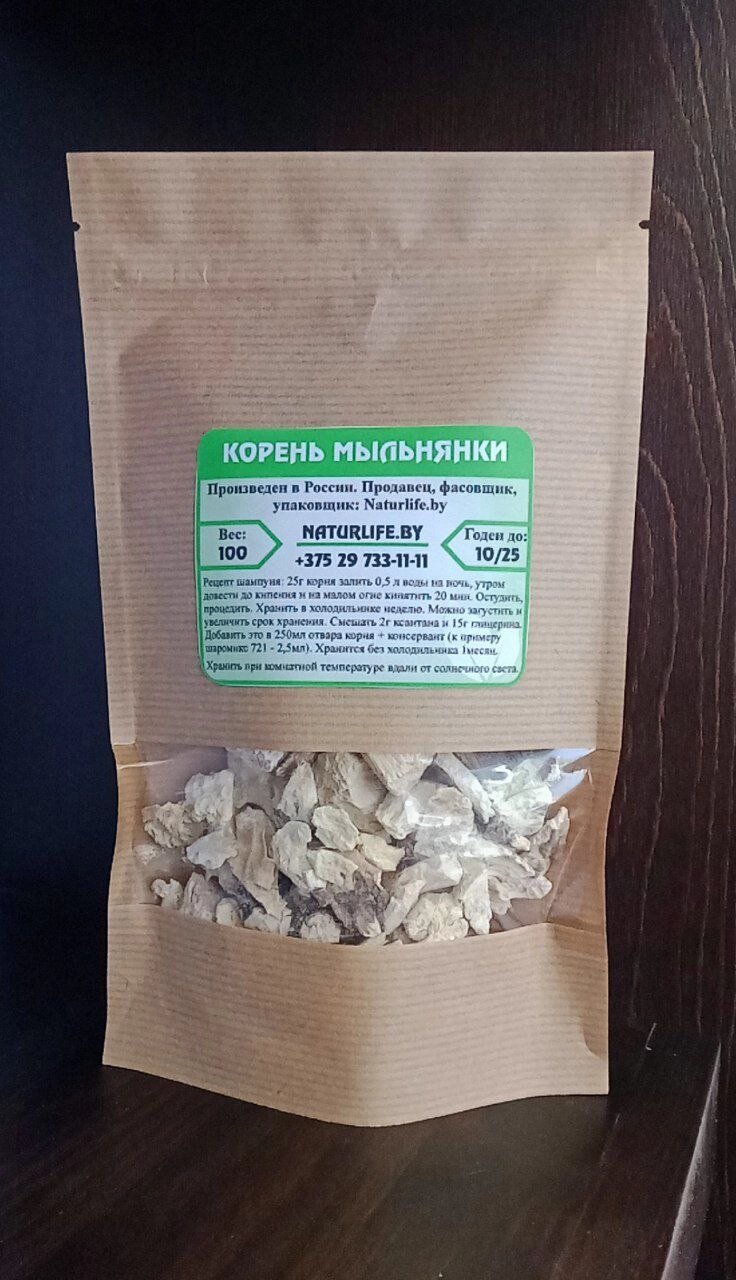 КОРЕНЬ МЫЛЬНЯНКИ
Произведен в России. Продавец, фасовщик,
упаковщик: Naturlife.by
Вес:
100
NATURLIFE.BY
+375 29 733-11-11
Годен до:
10/25
Рецепт шампуня: 25г корня залить 0,5 л воды на ночь, утром
довести до кипения и на малом огне кипятить 20 мин. Остудить,
процедить. Хранить в холодильнике неделю. Можно загустить и
увеличить срок хранения. Смешать 2г ксантана и 15г глицерина.
Добавить это в 250мл отвара корня + консервант (к примеру
шаромикс 721 - 2,5мл). Хранится без холодильника 1месяц.
Хранить при комнатной температуре вдали от солнечного света.